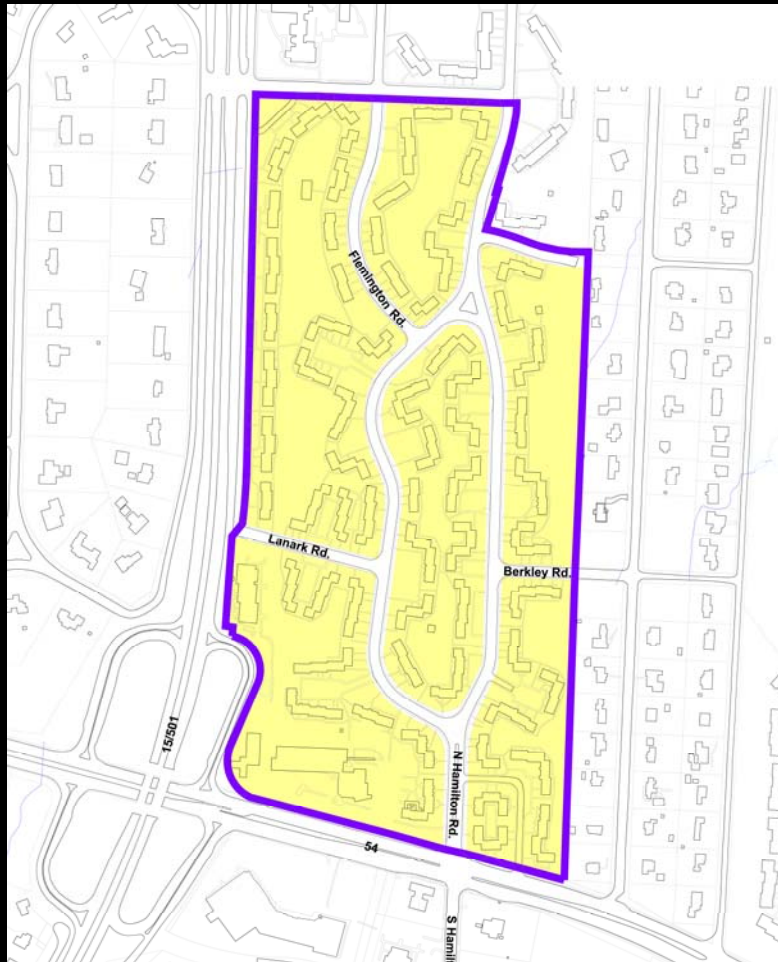 Flemington Rd.
Lanark Rd.
Berkley Rd.
15/501
N Hamilton Rd.
54
S Hamil